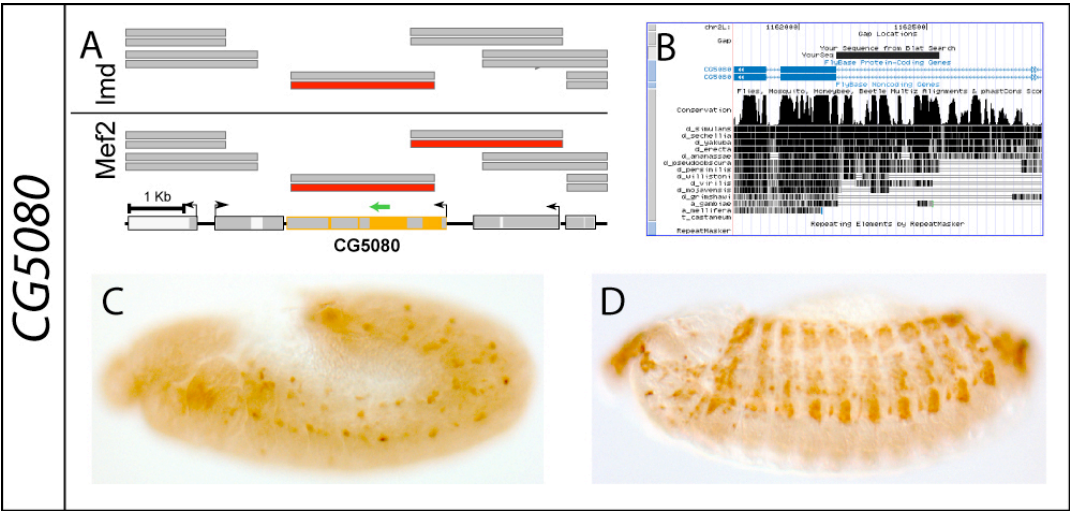 CG5080
A
lmd
Mef2
1 Kb
CG5080
B
chr2L:
1162000|
1162500|
Gap Locations
Gap
Your Sequence from Blat Search
YourSeq
FlyBase Protein-Coding Genes
CG5080
CG5080
FlyBase Noncoding Genes
Flies, Mosquito, Honeybee, Beetle Multiz Alignments & phastCons Scor
Conservation
d_simulans
d_sechellia
d_yakuba
d_erecta
d_ananassae
d_pseudoobscura
d_persimilis
d_willistoni
d_virilis
d_mojavensis
d_grimshawi
a_gambiae
a_mellifera
t_castaneum
Repeating Elements by RepeatMasker
RepeatMasker
C
D